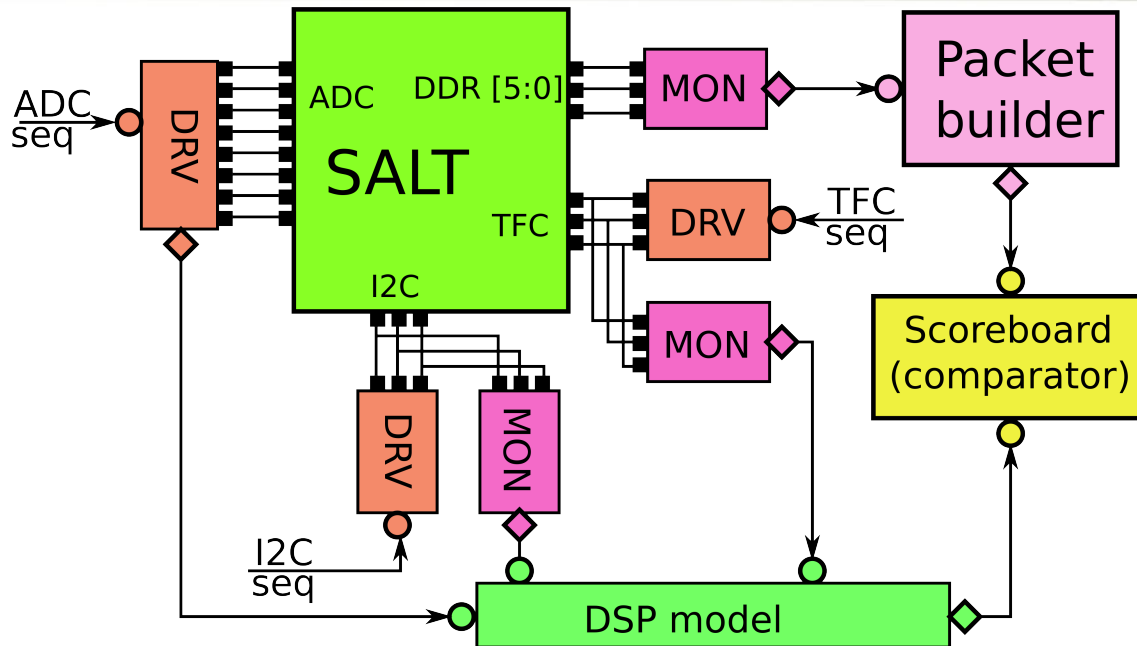 ADC
seq
DRV
ADC
DDR [5:0]
SALT
TFC
I2C
MON
Packet
builder
DRV
TFC
seq
MON
Scoreboard
(comparator)
DRV
MON
I2C
seq
DSP model